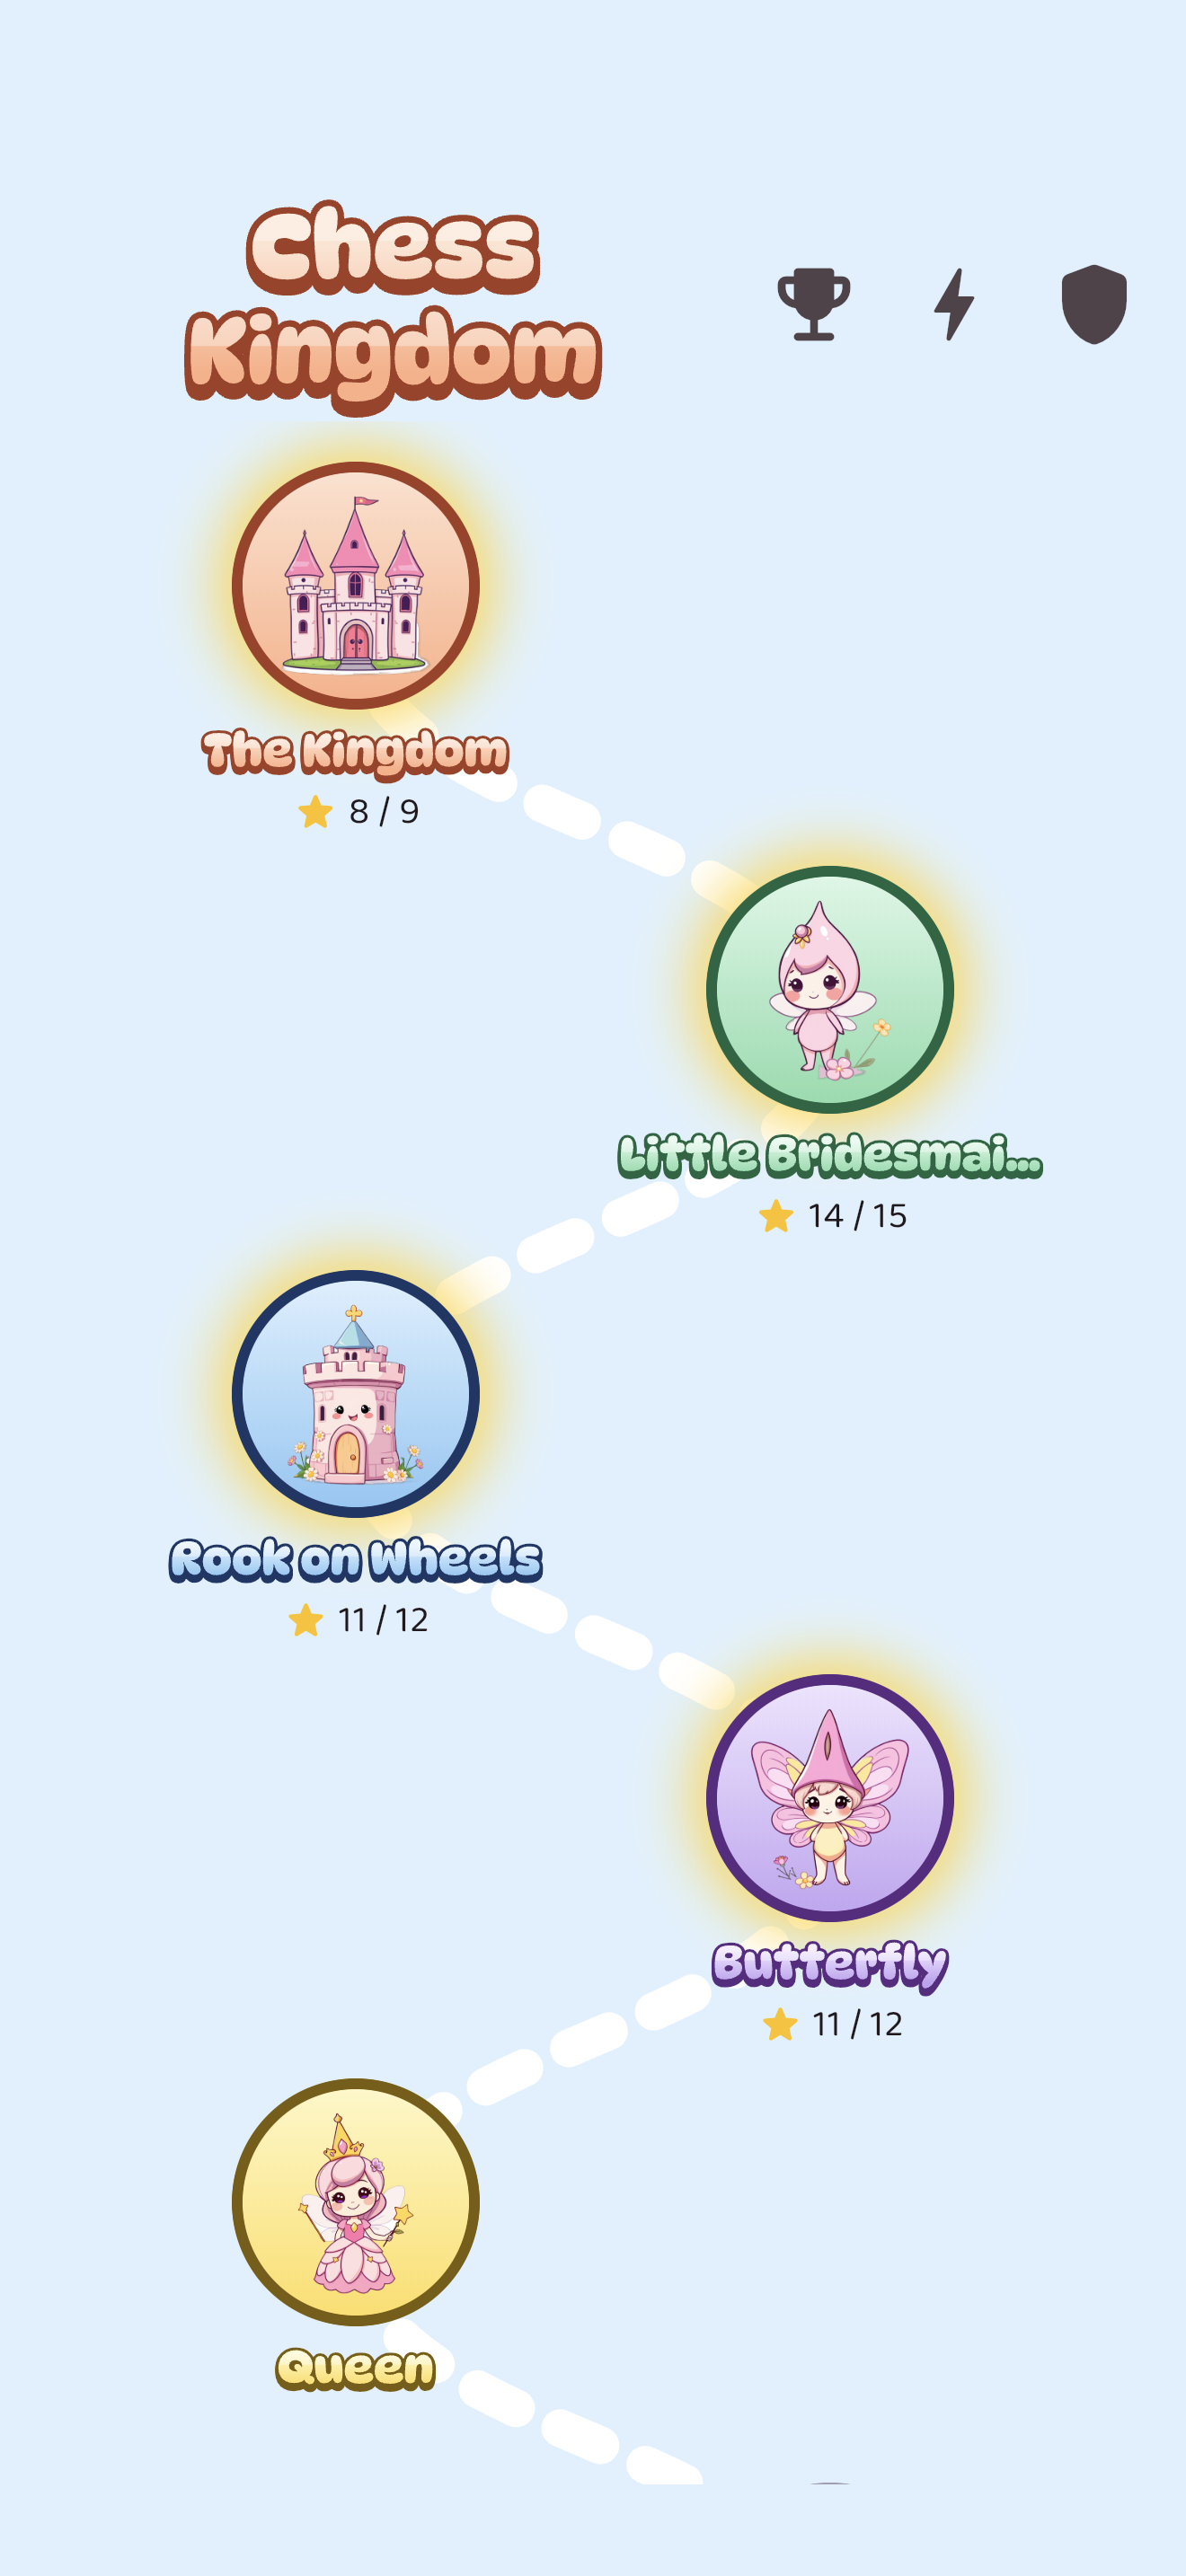 Chess
Kingdom
The Kingdom
8 / 9
Little Bridesmai...
14 / 15
Rook on Wheels
11 / 12
Butterfly
11 / 12
Queen